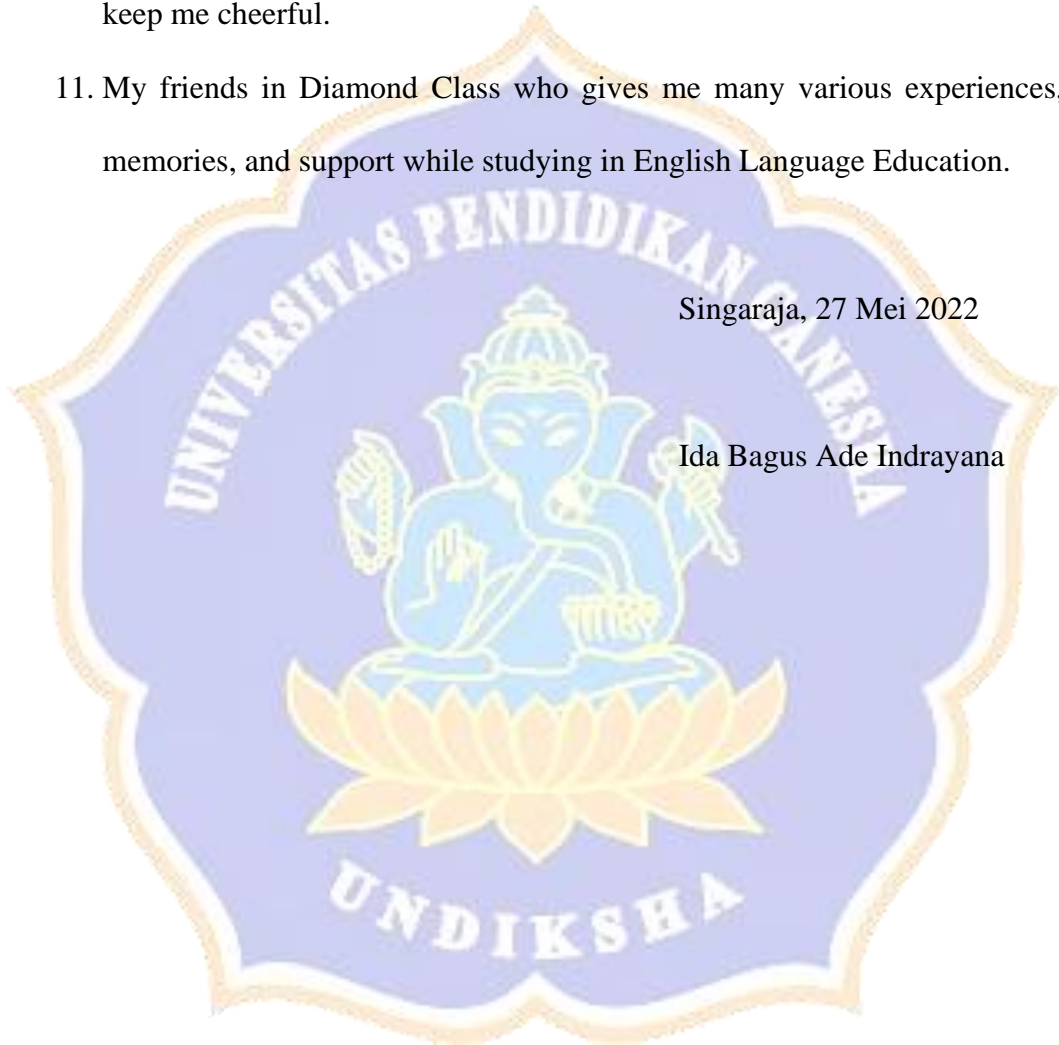 keep me cheerful.
11. My friends in Diamond Class who gives me many various experiences,
memories, and support while studying in English Language Education.
UNIVERSITAS PENDIDIKAN GANESHA
Singaraja, 27 Mei 2022
Ida Bagus Ade Indrayana
UNDIKSHA